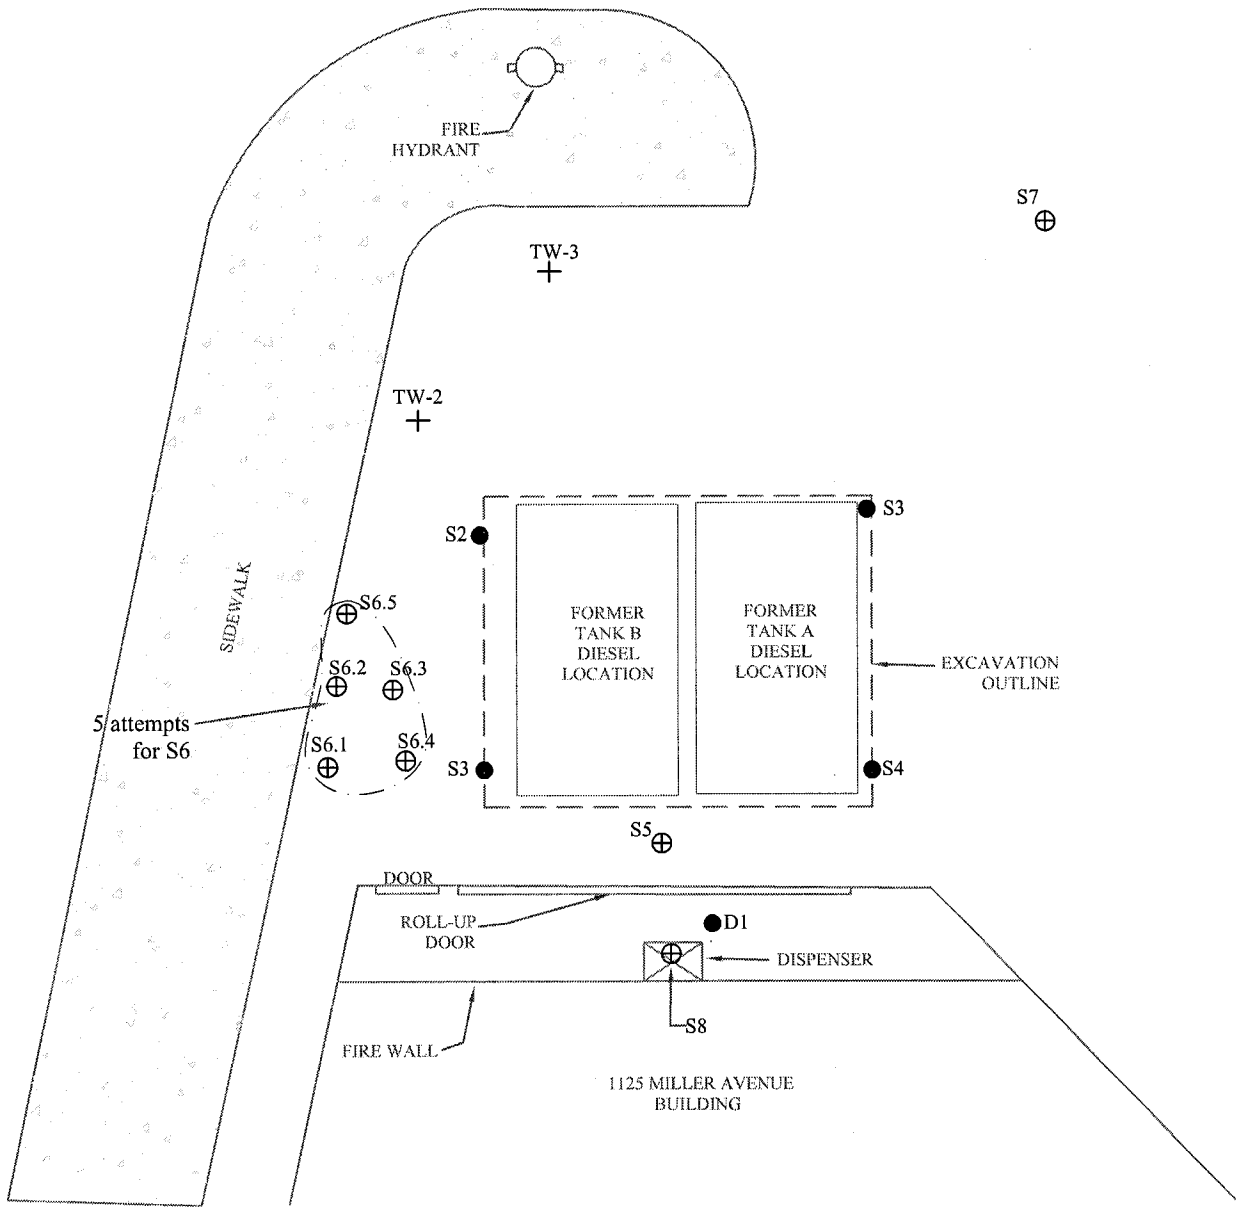 FIRE
HYDRANT
S7
TW-3
TW-2
S2
S3
SIDEWALK
S6.5
FORMER
TANK B
DIESEL
LOCATION
FORMER
TANK A
DIESEL
LOCATION
EXCAVATION
OUTLINE
S6.2
S6.3
5 attempts
for S6
S6.1
S6.4
S3
S4
S5
DOOR
ROLL-UP
DOOR
D1
DISPENSER
S8
FIRE WALL
1125 MILLER AVENUE
BUILDING